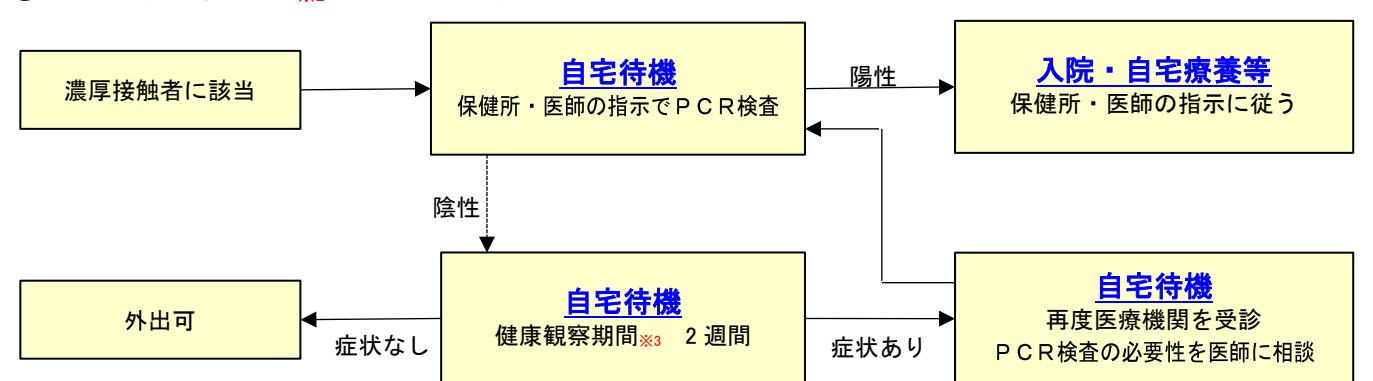 濃厚接触者に該当
自宅待機
保健所・医師の指示でＰＣＲ検査
陽性
入院・自宅療養等
保健所・医師の指示に従う
陰性
外出可
症状なし
自宅待機
健康観察期間※3　２週間
症状あり
自宅待機
再度医療機関を受診
ＰＣＲ検査の必要性を医師に相談